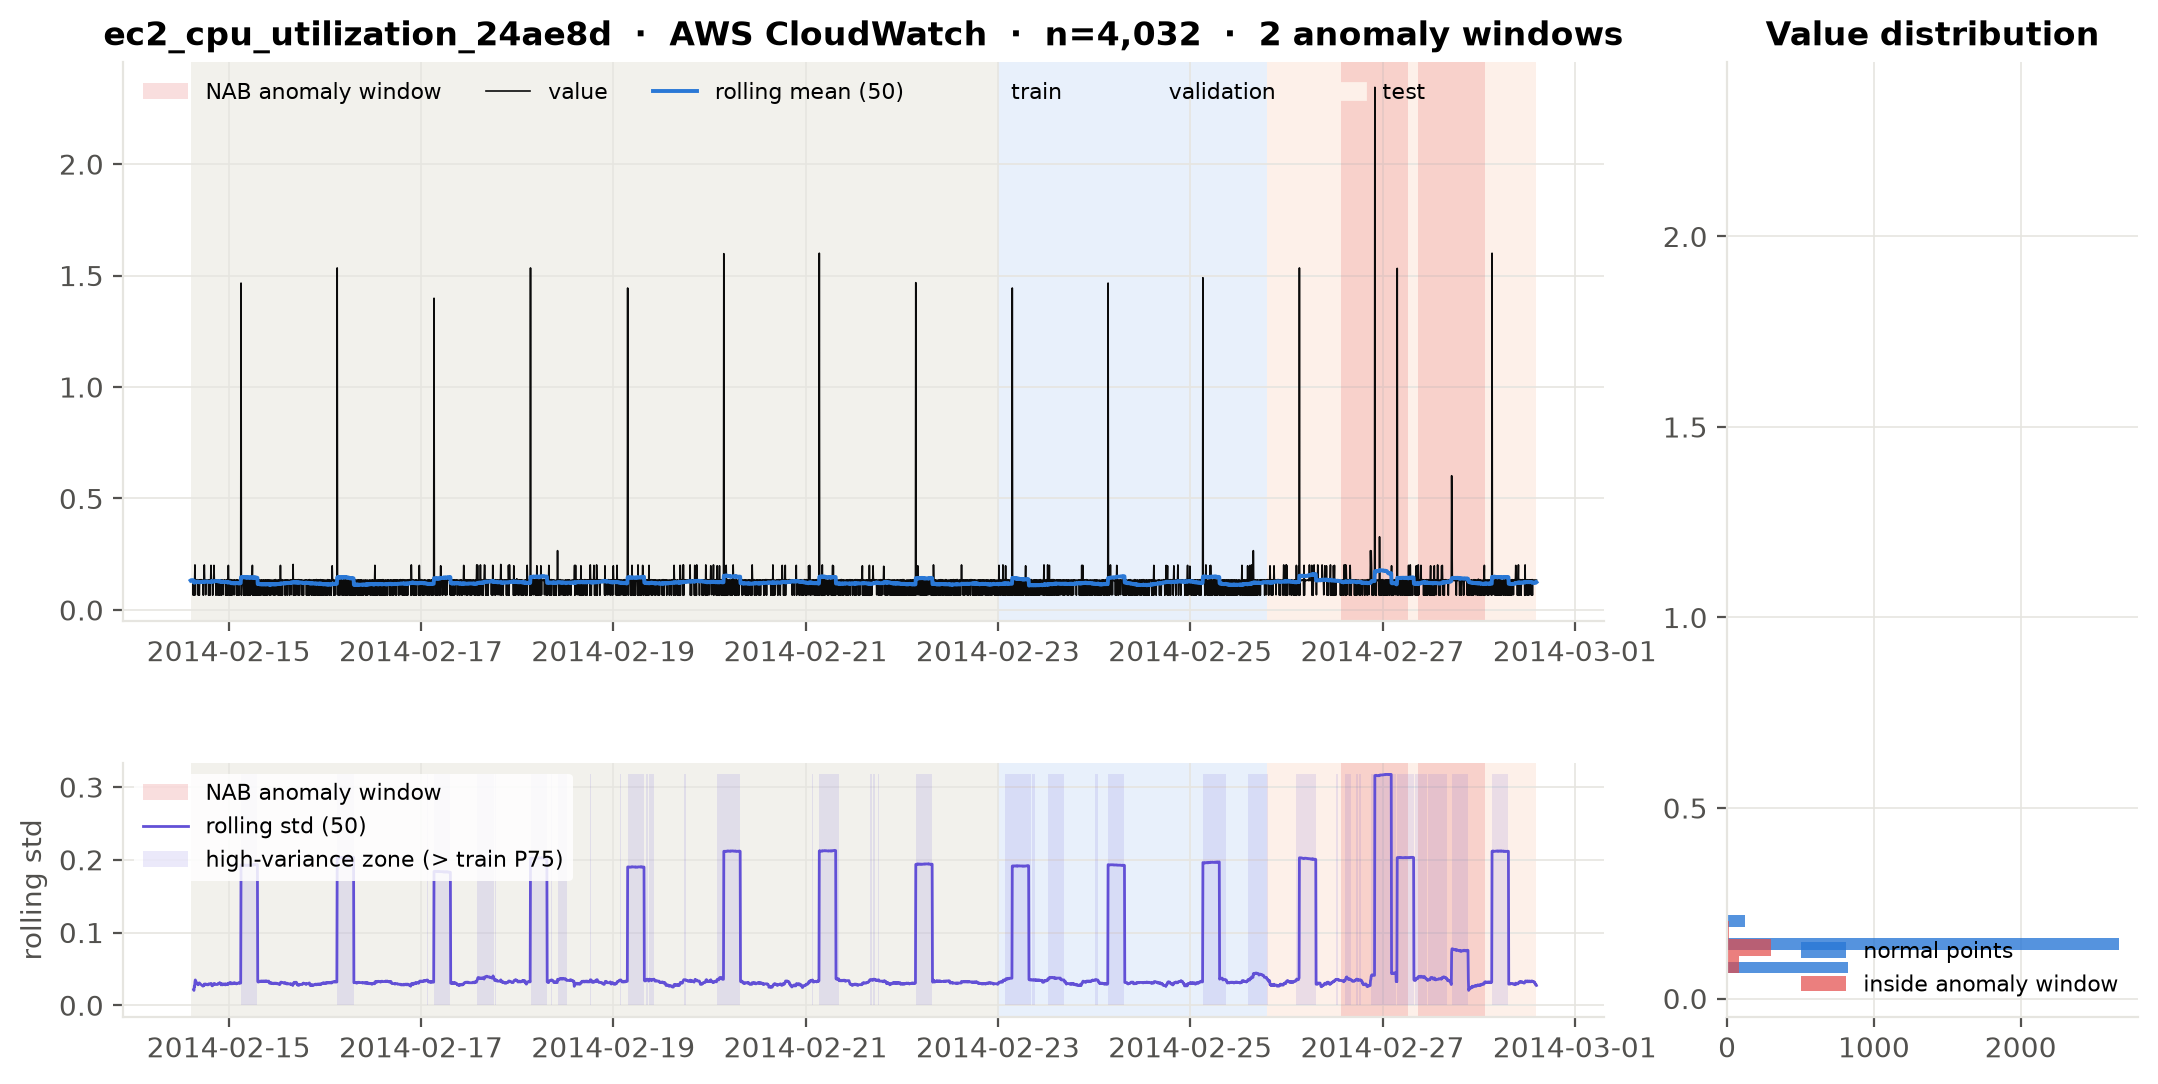 ec2_cpu_utilization_24ae8d · AWS CloudWatch · n=4,032 · 2 anomaly windows
NAB anomaly window
value
rolling mean (50)
train
validation
test
2.0
1.5
1.0
0.5
0.0
2014-02-15
2014-02-17
2014-02-19
2014-02-21
2014-02-23
2014-02-25
2014-02-27
2014-03-01
rolling std
NAB anomaly window
rolling std (50)
high-variance zone (> train P75)
0.3
0.2
0.1
0.0
2014-02-15
2014-02-17
2014-02-19
2014-02-21
2014-02-23
2014-02-25
2014-02-27
2014-03-01
Value distribution
2.0
1.5
1.0
0.5
0.0
normal points
inside anomaly window
0
1000
2000